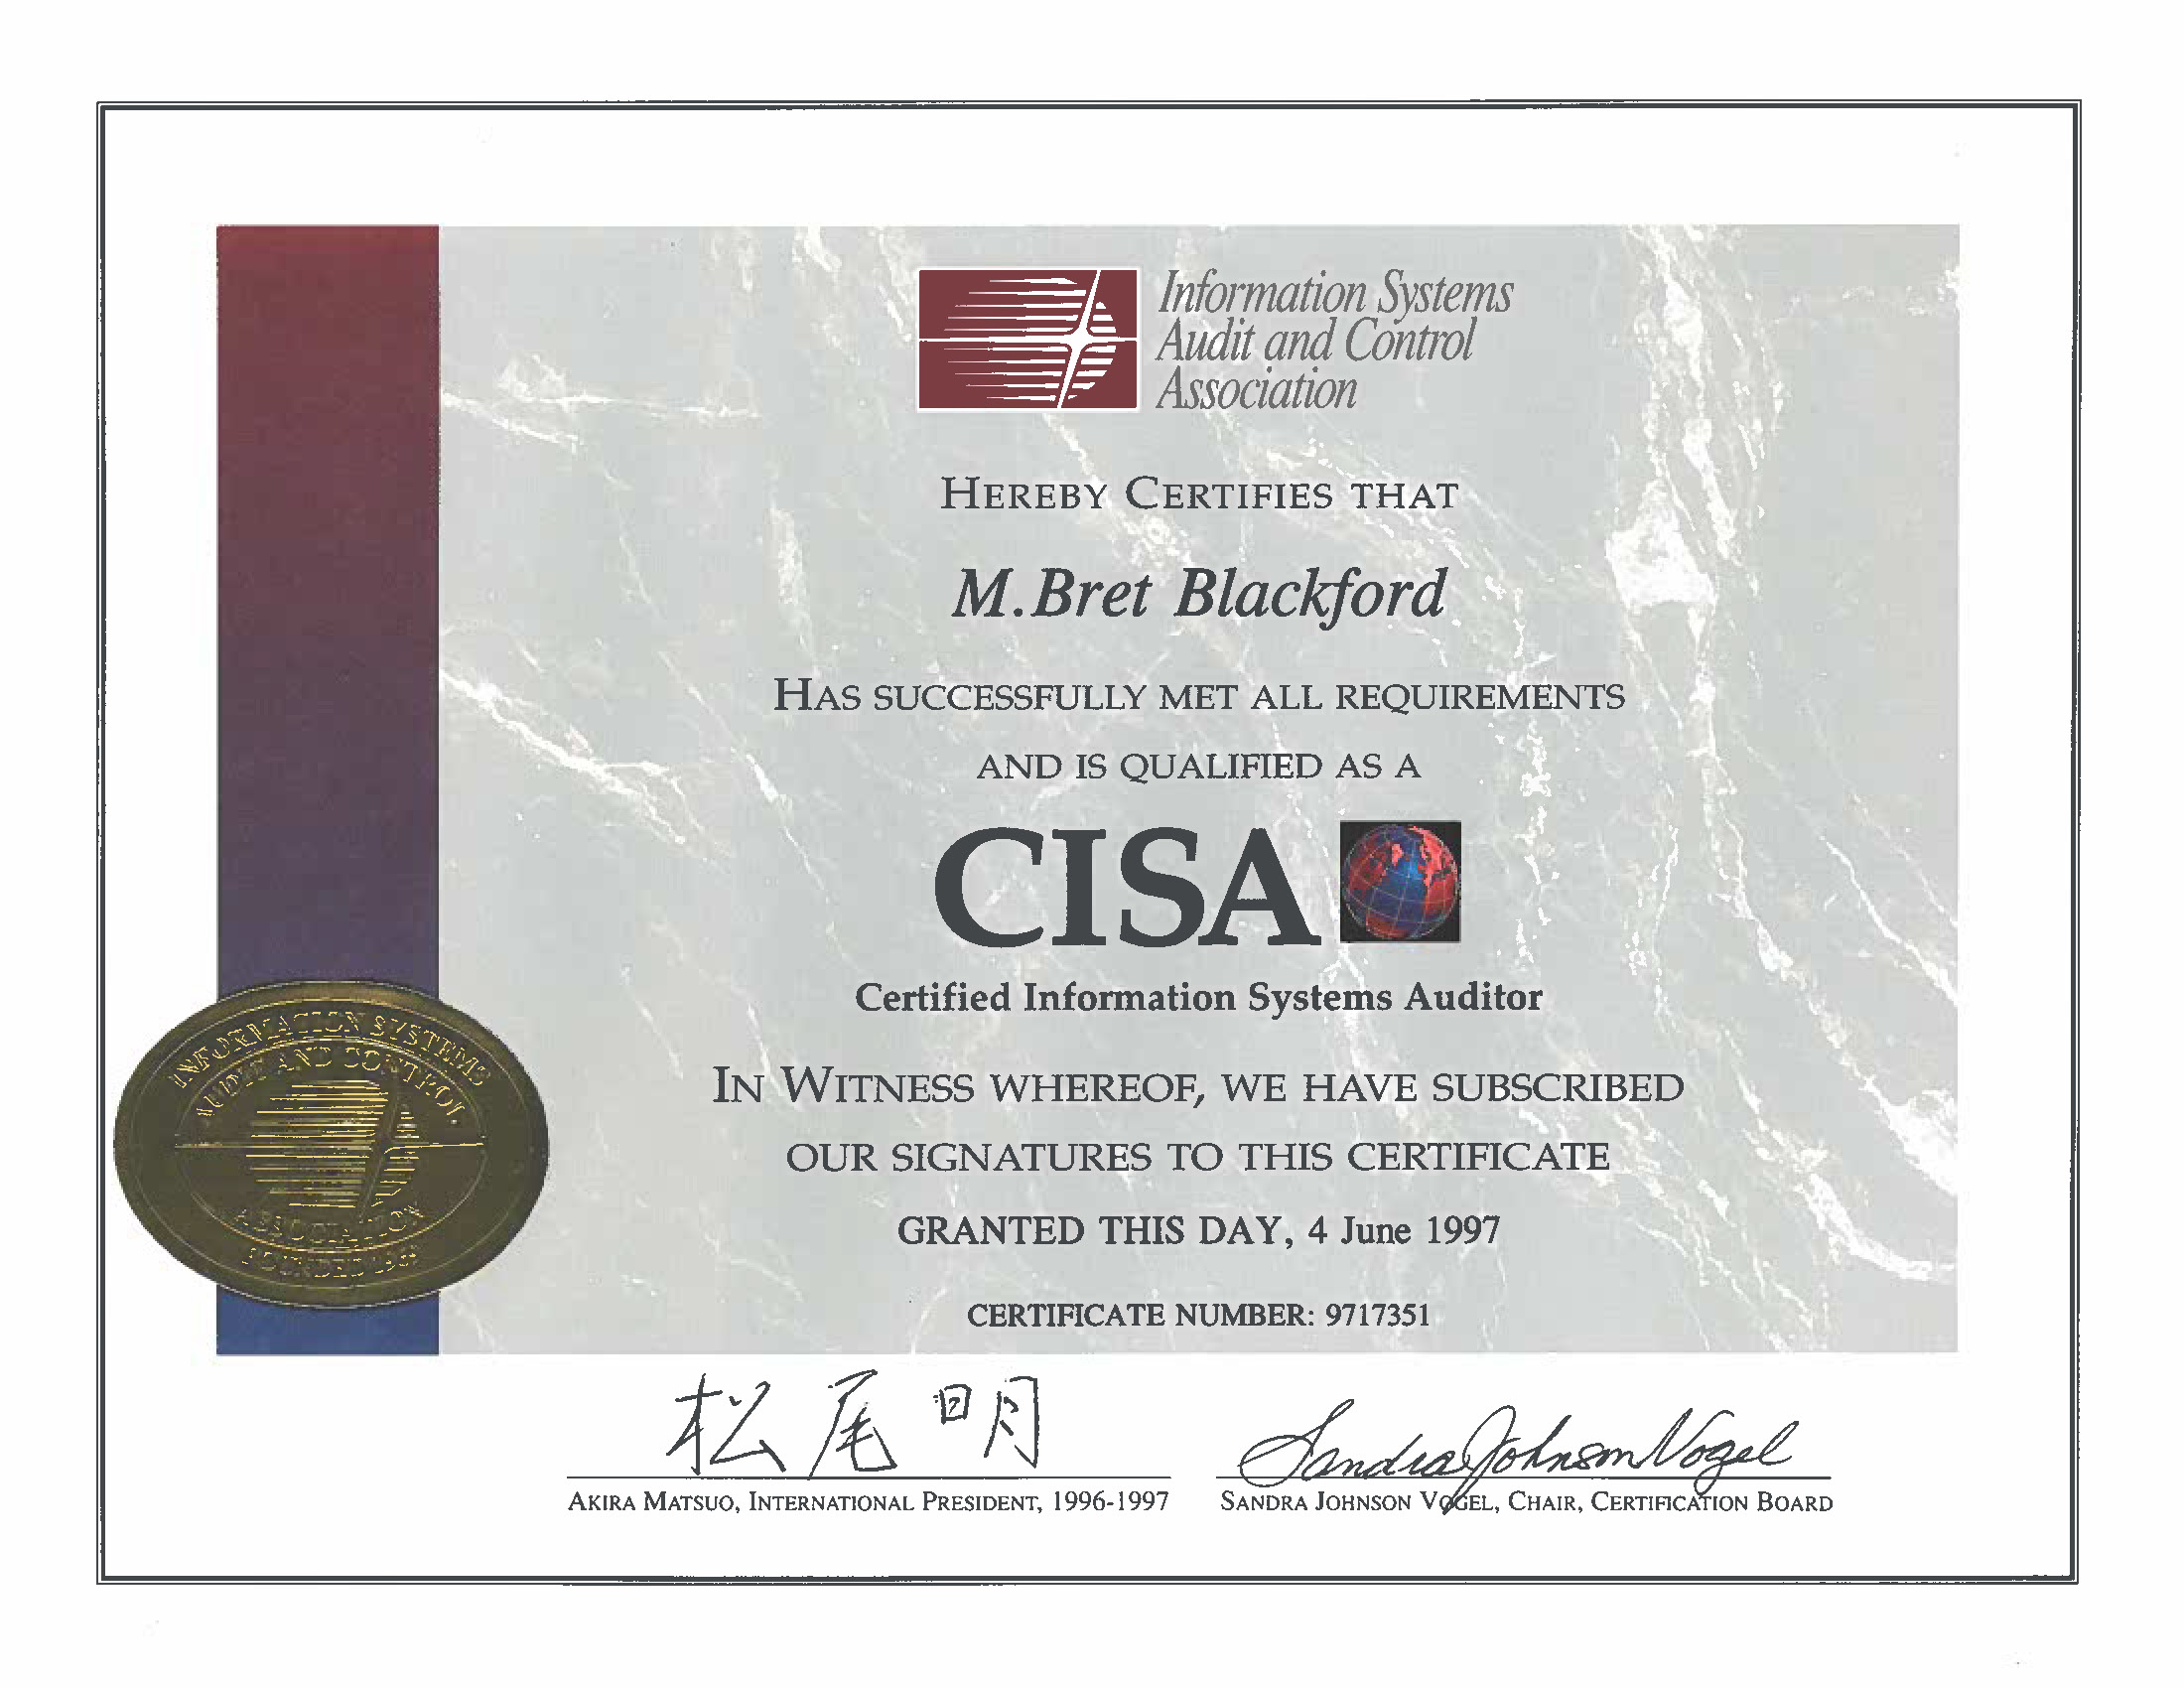 Information Systems
Audit and Control
Association
HEREBY CERTIFIES THAT
M.Bret Blackford
HAS SUCCESSFULLY MET ALL REQUIREMENTS
AND IS QUALIFIED AS A
CISA
Certified Information Systems Auditor
IN WITNESS WHEREOF, WE HAVE SUBSCRIBED
OUR SIGNATURES TO THIS CERTIFICATE
GRANTED THIS DAY, 4 June 1997
CERTIFICATE NUMBER: 9717351
INFORMATION SYSTEMS
AUDIT AND CONTROL
ASSOCIATION
FOUNDED
松尾明
Sandra Johnson Vogel
AKIRA MATSUO, INTERNATIONAL PRESIDENT, 1996-1997
SANDRA JOHNSON VOGEL, CHAIR, CERTIFICATION BOARD